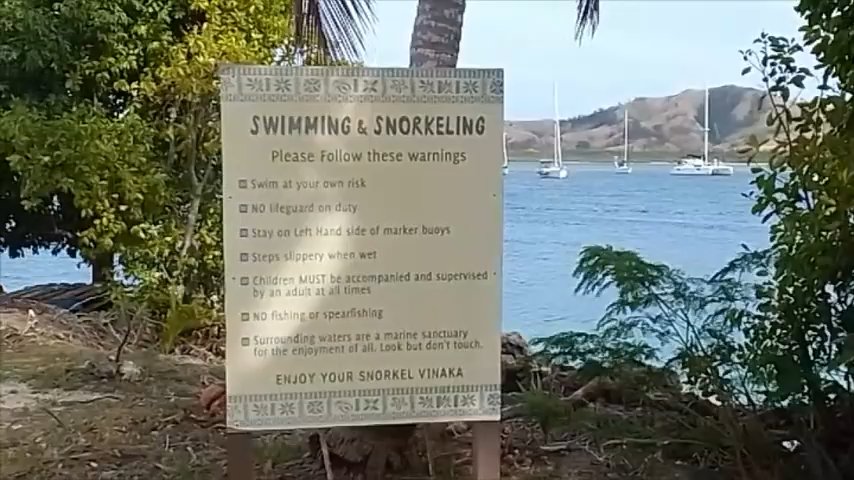 SWIMMING & SNORKELING
Please Follow these warnings
Swim at your own risk
NO lifeguard on duty
Stay on Left Hand side of marker buoys
Steps slippery when wet
Children MUST be accompanied and supervised
by an adult at all times
NO fishing or spearfishing
Surrounding waters are a marine sanctuary
for the enjoyment of all. Look but don't touch.
ENJOY YOUR SNORKEL VINAKA